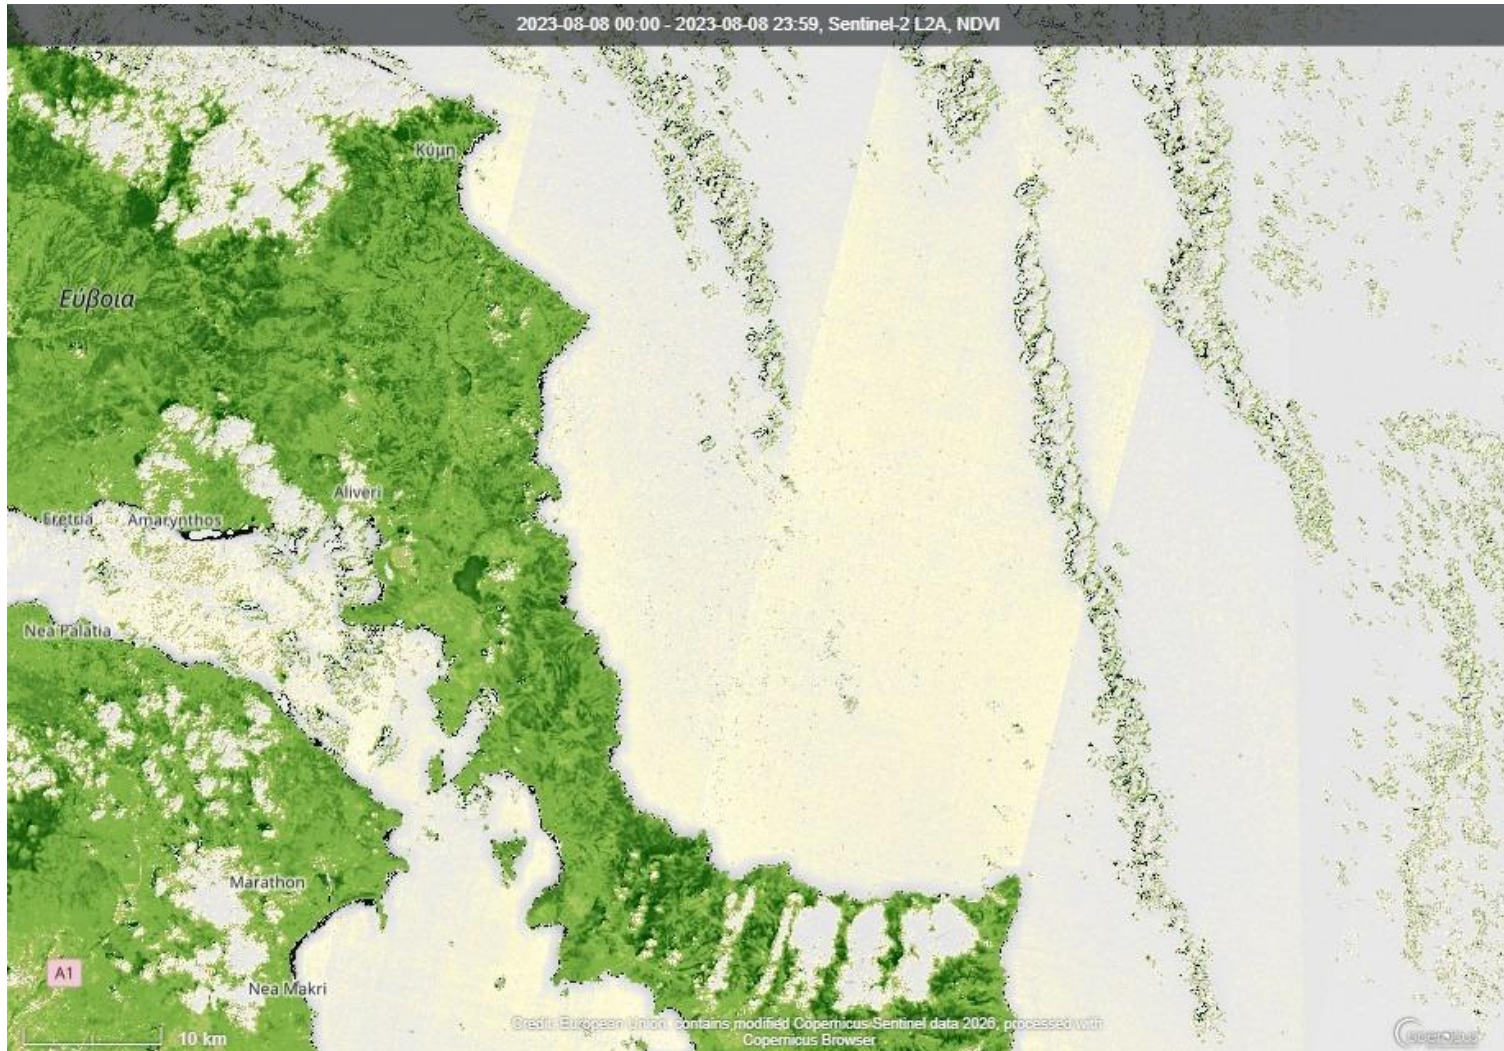 2023-08-08 00:00 - 2023-08-08 23:59, Sentinel-2 L2A, NDVI
Κύμη
Εύβοια
Aliveri
Eretria
Amarynthos
Nea Palatia
Marathon
A1
Nea Makri
Credit: European Union, contains modified Copernicus Sentinel data 2026, processed with
Copernicus Browser
10 km
opernicus